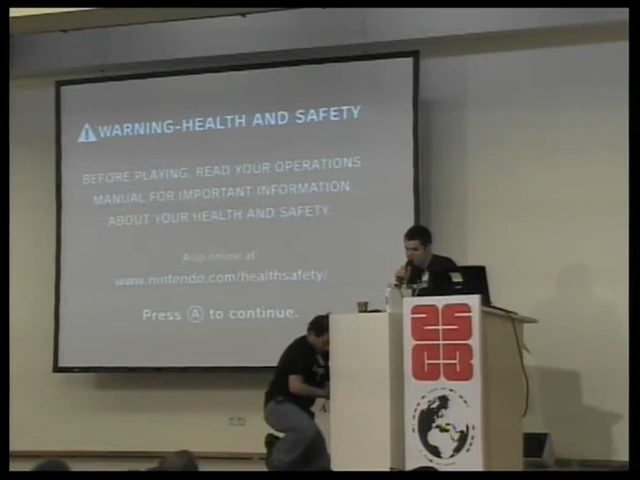 WARNING-HEALTH AND SAFETY
BEFORE PLAYING, READ YOUR OPERATIONS
MANUAL FOR IMPORTANT INFORMATION
ABOUT YOUR HEALTH AND SAFETY.
Also online at
www.nintendo.com/healthsafety/
Press A to continue.
25
C3